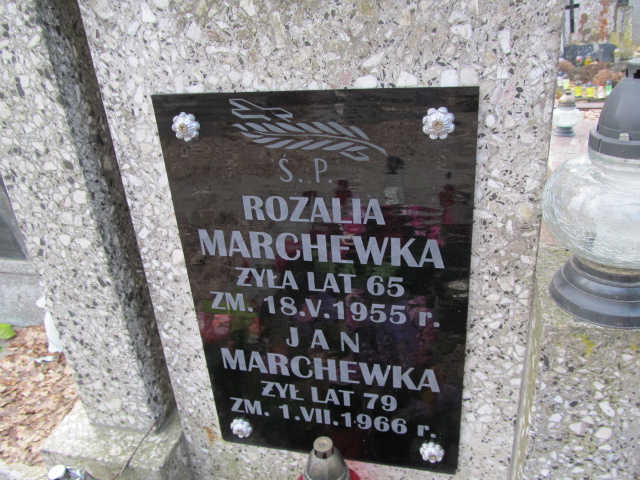 Ś. P.
ROZALIA
MARCHEWKA
ŻYŁA LAT 65
ZM. 18.V.1955 r.
JAN
MARCHEWKA
ŻYŁ LAT 79
ZM. 1.VII.1966 r.